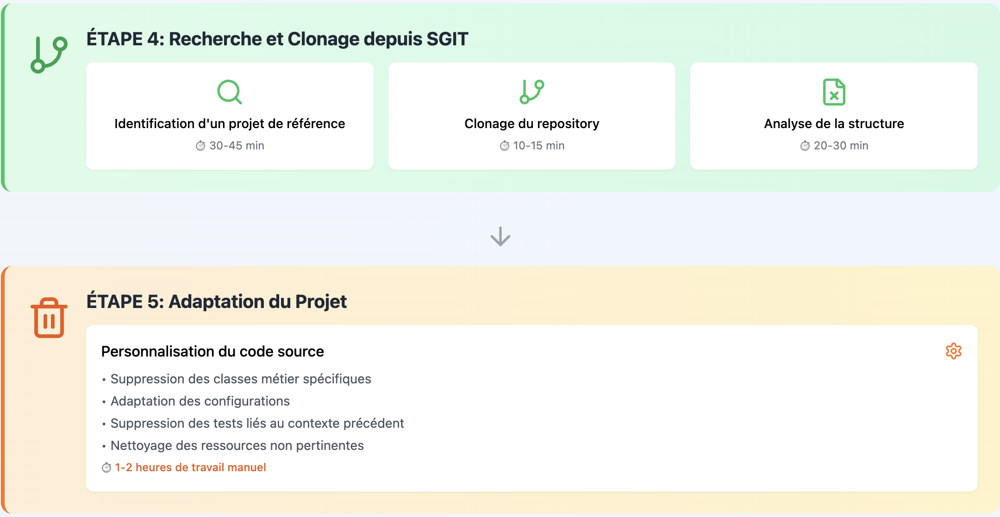 ÉTAPE 4: Recherche et Clonage depuis SGIT
Identification d'un projet de référence
⏱ 30-45 min
Clonage du repository
⏱ 10-15 min
Analyse de la structure
⏱ 20-30 min
ÉTAPE 5: Adaptation du Projet
Personnalisation du code source
• Suppression des classes métier spécifiques
• Adaptation des configurations
• Suppression des tests liés au contexte précédent
• Nettoyage des ressources non pertinentes
⏱ 1-2 heures de travail manuel